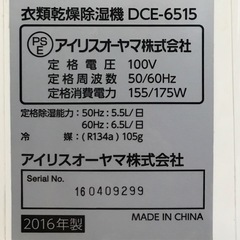 衣類乾燥除湿機 DCE-6515
PS
E
アイリスオーヤマ株式会社
定格電圧：100V
定格周波数：50/60Hz
定格消費電力：155/175W
定格除湿能力：50Hz：5.5L/日
60Hz：6.5L/日
冷媒：(R134a) 105g
アイリスオーヤマ株式会社
Serial No.
160409299
2016年製
MADE IN CHINA